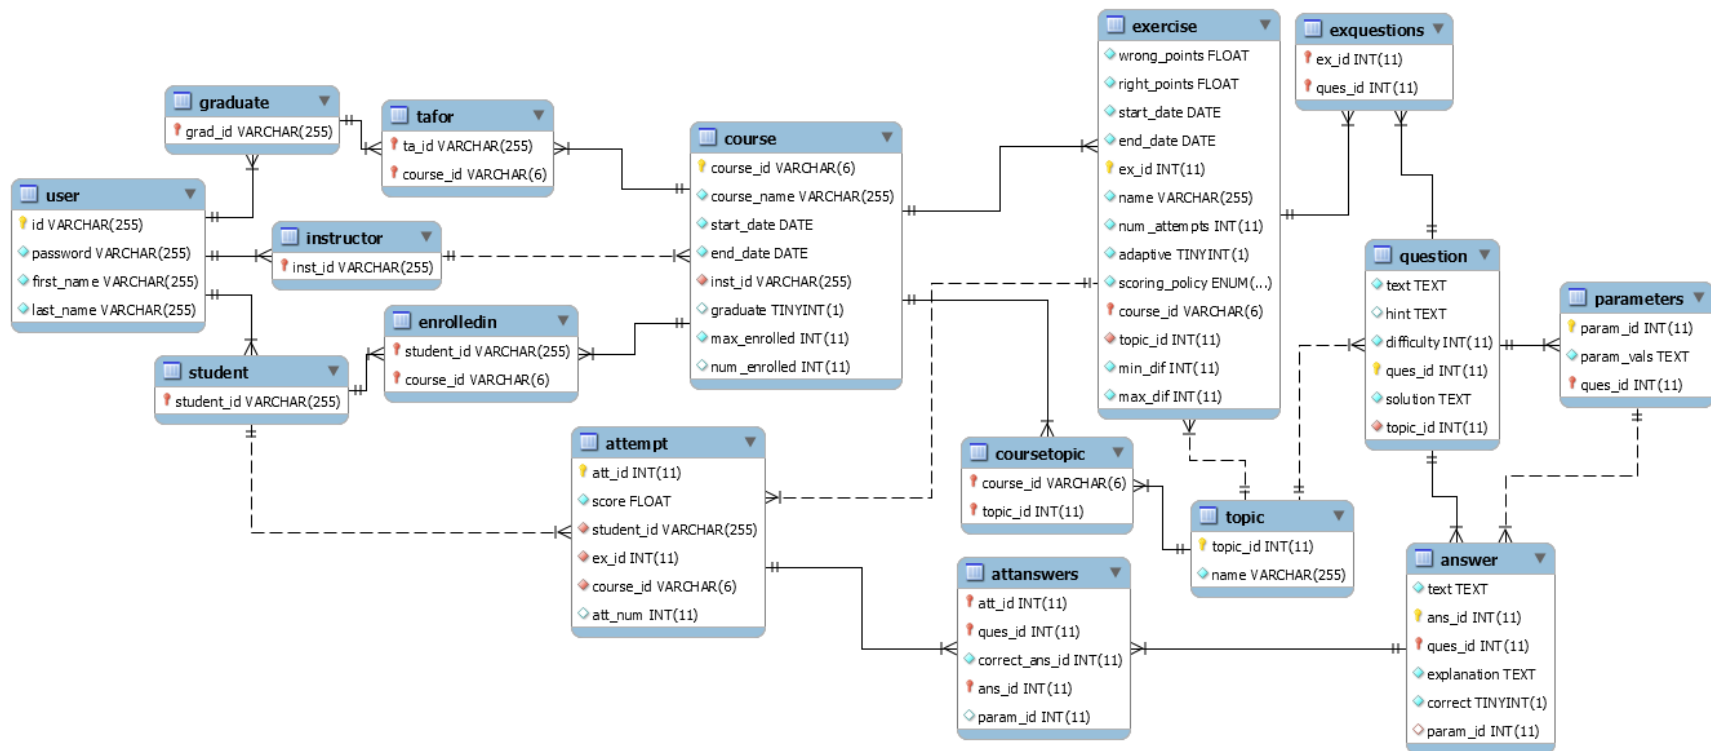 graduate
grad_id VARCHAR(255)
tafor
ta_id VARCHAR(255)
course_id VARCHAR(6)
user
id VARCHAR(255)
password VARCHAR(255)
first_name VARCHAR(255)
last_name VARCHAR(255)
instructor
inst_id VARCHAR(255)
enrolledin
student_id VARCHAR(255)
course_id VARCHAR(6)
student
student_id VARCHAR(255)
course
course_id VARCHAR(6)
course_name VARCHAR(255)
start_date DATE
end_date DATE
inst_id VARCHAR(255)
graduate TINYINT(1)
max_enrolled INT(11)
num_enrolled INT(11)
attempt
att_id INT(11)
score FLOAT
student_id VARCHAR(255)
ex_id INT(11)
course_id VARCHAR(6)
att_num INT(11)
exercise
wrong_points FLOAT
right_points FLOAT
start_date DATE
end_date DATE
ex_id INT(11)
name VARCHAR(255)
num_attempts INT(11)
adaptive TINYINT(1)
scoring_policy ENUM(...)
course_id VARCHAR(6)
topic_id INT(11)
min_dif INT(11)
max_dif INT(11)
exquestions
ex_id INT(11)
ques_id INT(11)
question
text TEXT
hint TEXT
difficulty INT(11)
ques_id INT(11)
solution TEXT
topic_id INT(11)
parameters
param_id INT(11)
param_vals TEXT
ques_id INT(11)
coursetopic
course_id VARCHAR(6)
topic_id INT(11)
topic
topic_id INT(11)
name VARCHAR(255)
attanswers
att_id INT(11)
ques_id INT(11)
correct_ans_id INT(11)
ans_id INT(11)
param_id INT(11)
answer
text TEXT
ans_id INT(11)
ques_id INT(11)
explanation TEXT
correct TINYINT(1)
param_id INT(11)